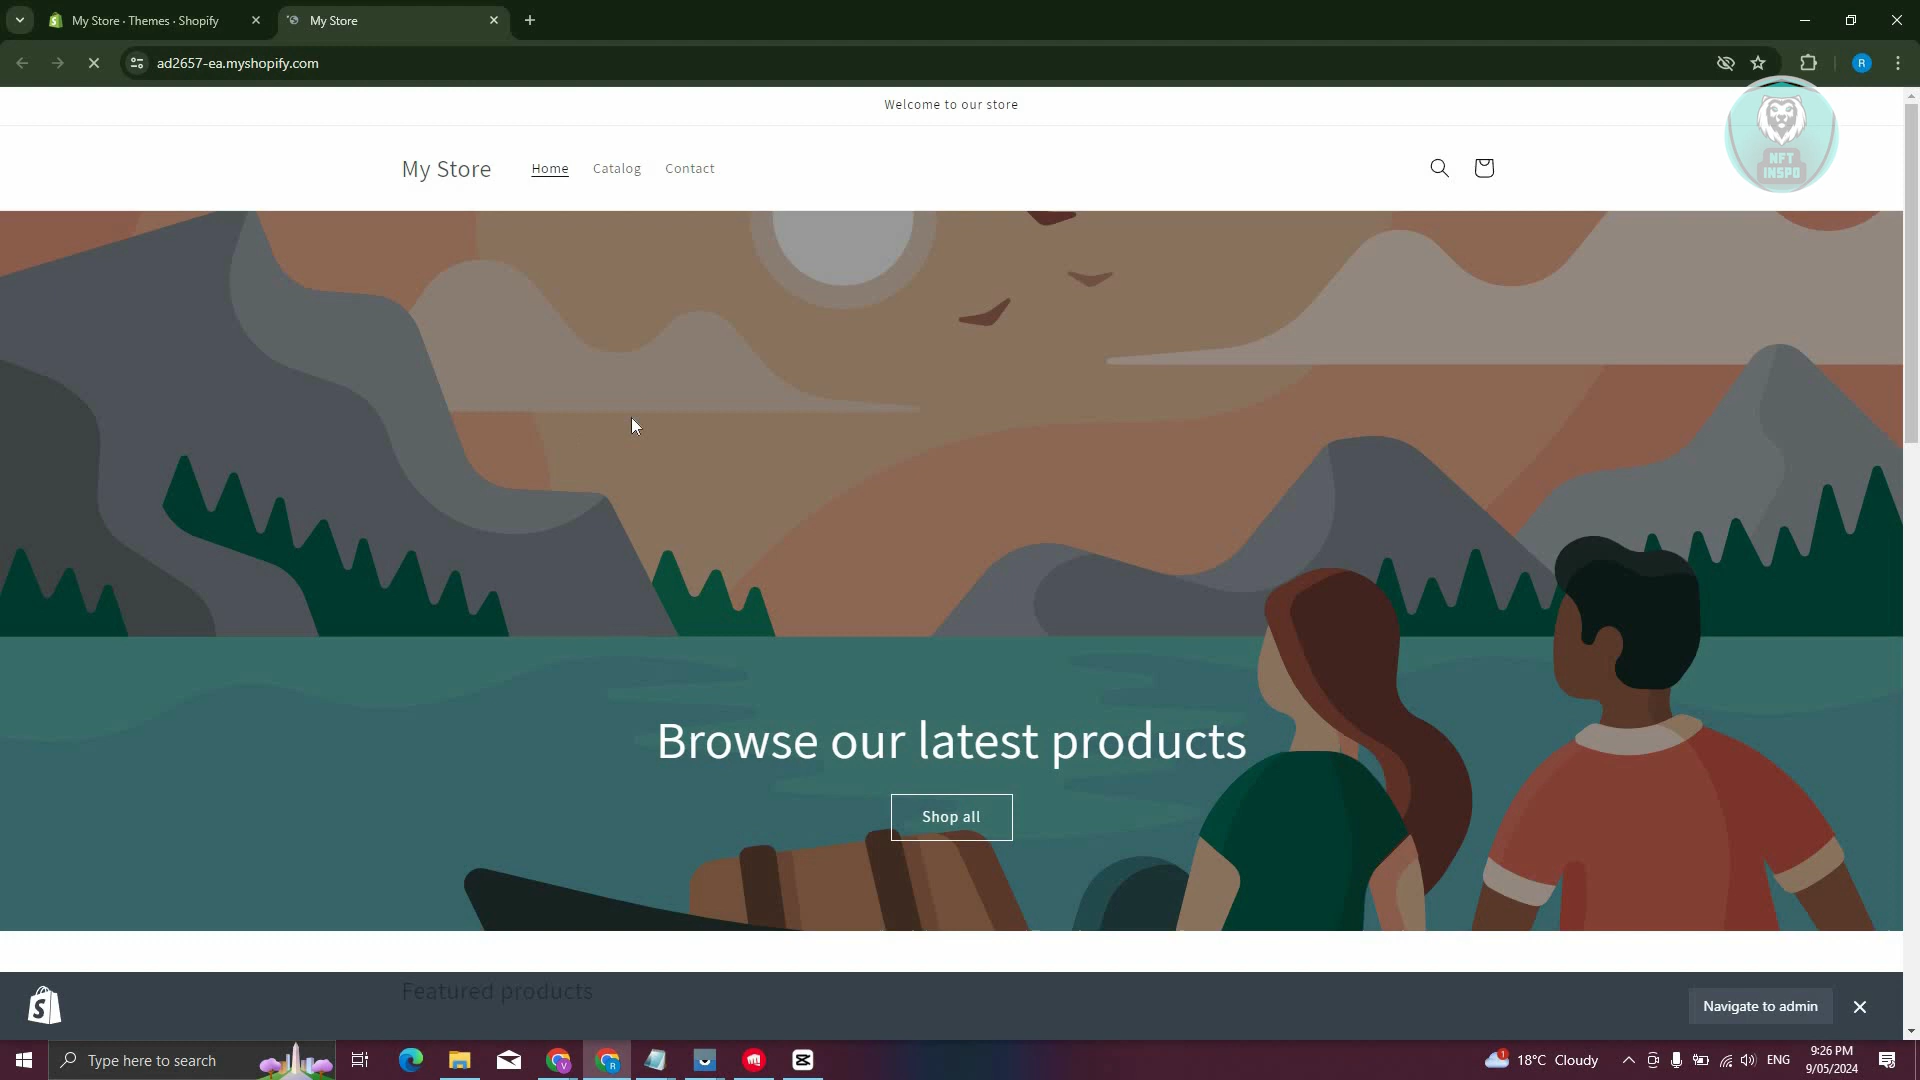 My Store · Themes · Shopify
My Store
ad2657-ea.myshopify.com
R
Welcome to our store
My Store
Home
Catalog
Contact
NFT
INSPO
Browse our latest products
Shop all
Featured products
Navigate to admin
Type here to search
V
R
1
18°C Cloudy
ENG
9:26 PM
9/05/2024